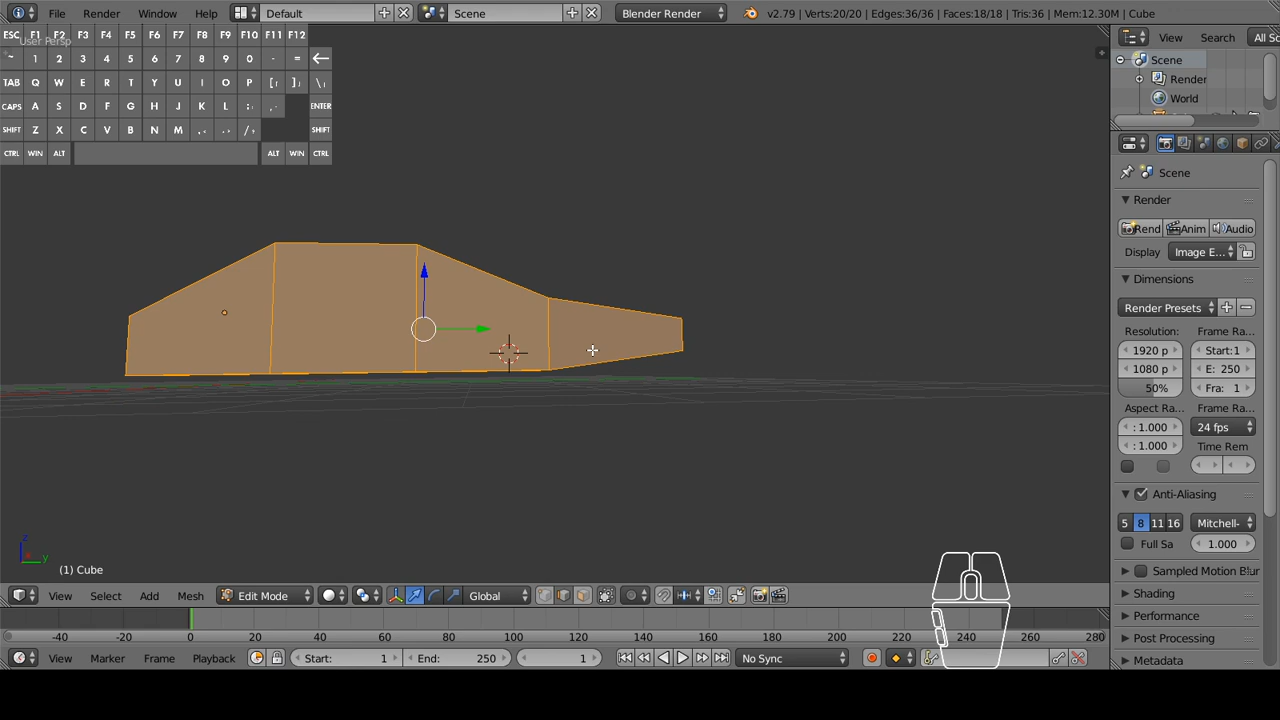 File Render Window Help Default Scene Blender Render v2.79 | Verts:20/20 | Edges:36/36 | Faces:18/18 | Tris:36 | Mem:12.30M | Cube
ESC F1 F2 F3 F4 F5 F6 F7 F8 F9 F10 F11 F12
User Persp
~ 1 2 3 4 5 6 7 8 9 0 - =
TAB Q W E R T Y U I O P [ ] \
CAPS A S D F G H J K L ; ENTER
SHIFT Z X C V B N M , . / SHIFT
CTRL WIN ALT ALT WIN CTRL
View Search All Sc
Scene
Render
World
Scene
Render
Rend Anim Audio
Display Image E...
Dimensions
Render Presets
Resolution: Frame Ra...
1920 p Start:1
1080 p E: 250
50% Fra: 1
Aspect Ra... Frame Ra...
: 1.000 24 fps
: 1.000 Time Rem
Anti-Aliasing
5 8 11 16 Mitchell-
Full Sa 1.000
Sampled Motion Blur
Shading
Performance
Post Processing
Metadata
z
y
(1) Cube
View Select Add Mesh Edit Mode Global
-40 -20 0 20 40 60 80 100 120 140 160 180 200 220 240 260 280
View Marker Frame Playback Start: 1 End: 250 1 No Sync